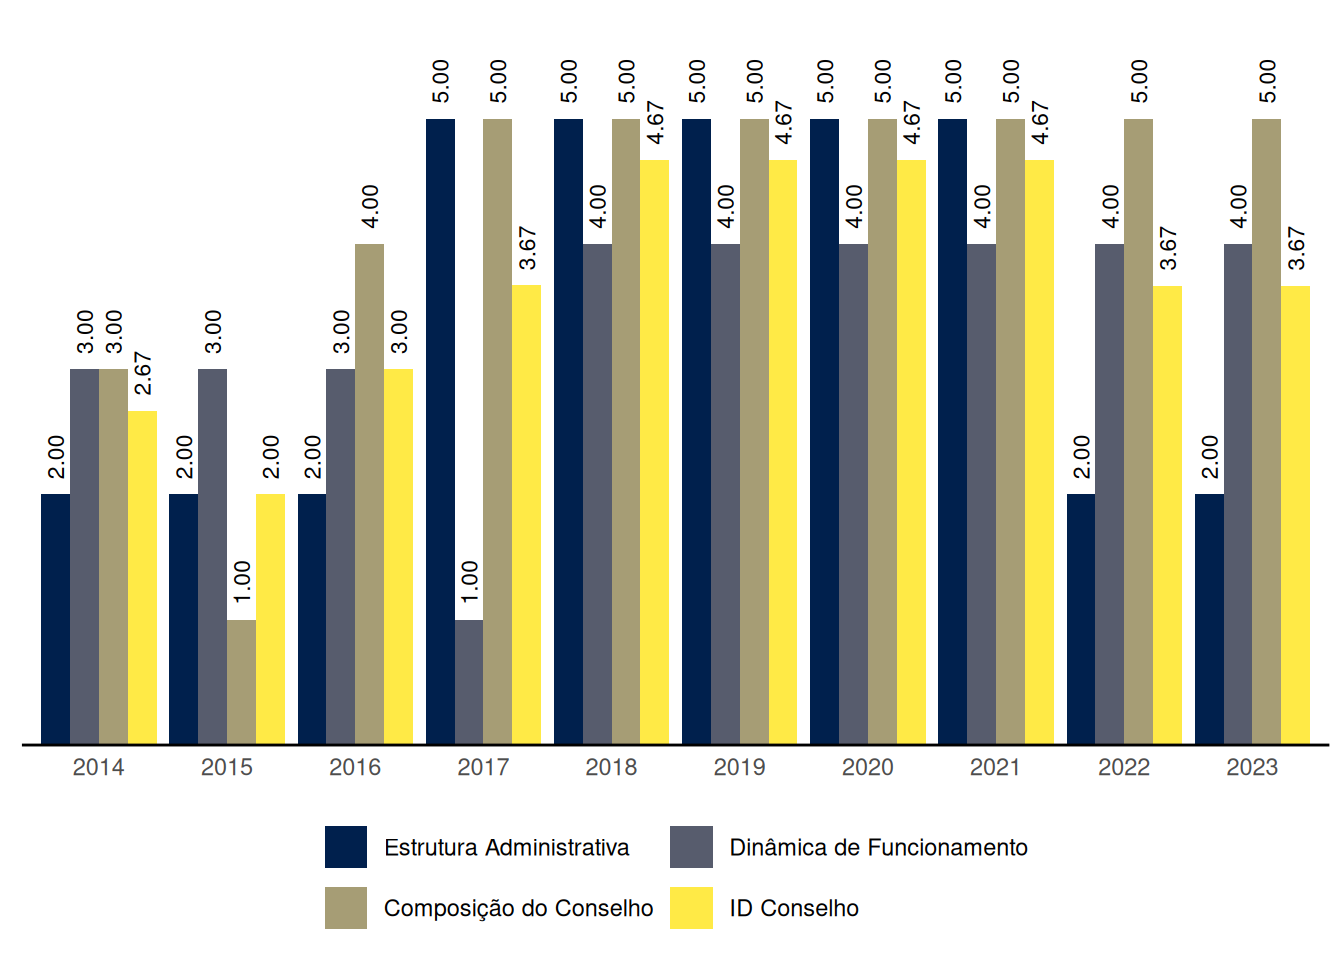 2.00 3.00 3.00 2.67
2.00 3.00 1.00 2.00
2.00 3.00 4.00 3.00
5.00 1.00 5.00 3.67
5.00 4.00 5.00 4.67
5.00 4.00 5.00 4.67
5.00 4.00 5.00 4.67
5.00 4.00 5.00 4.67
2.00 4.00 5.00 3.67
2.00 4.00 5.00 3.67
2014 2015 2016 2017 2018 2019 2020 2021 2022 2023
Estrutura Administrativa Dinâmica de Funcionamento
Composição do Conselho ID Conselho